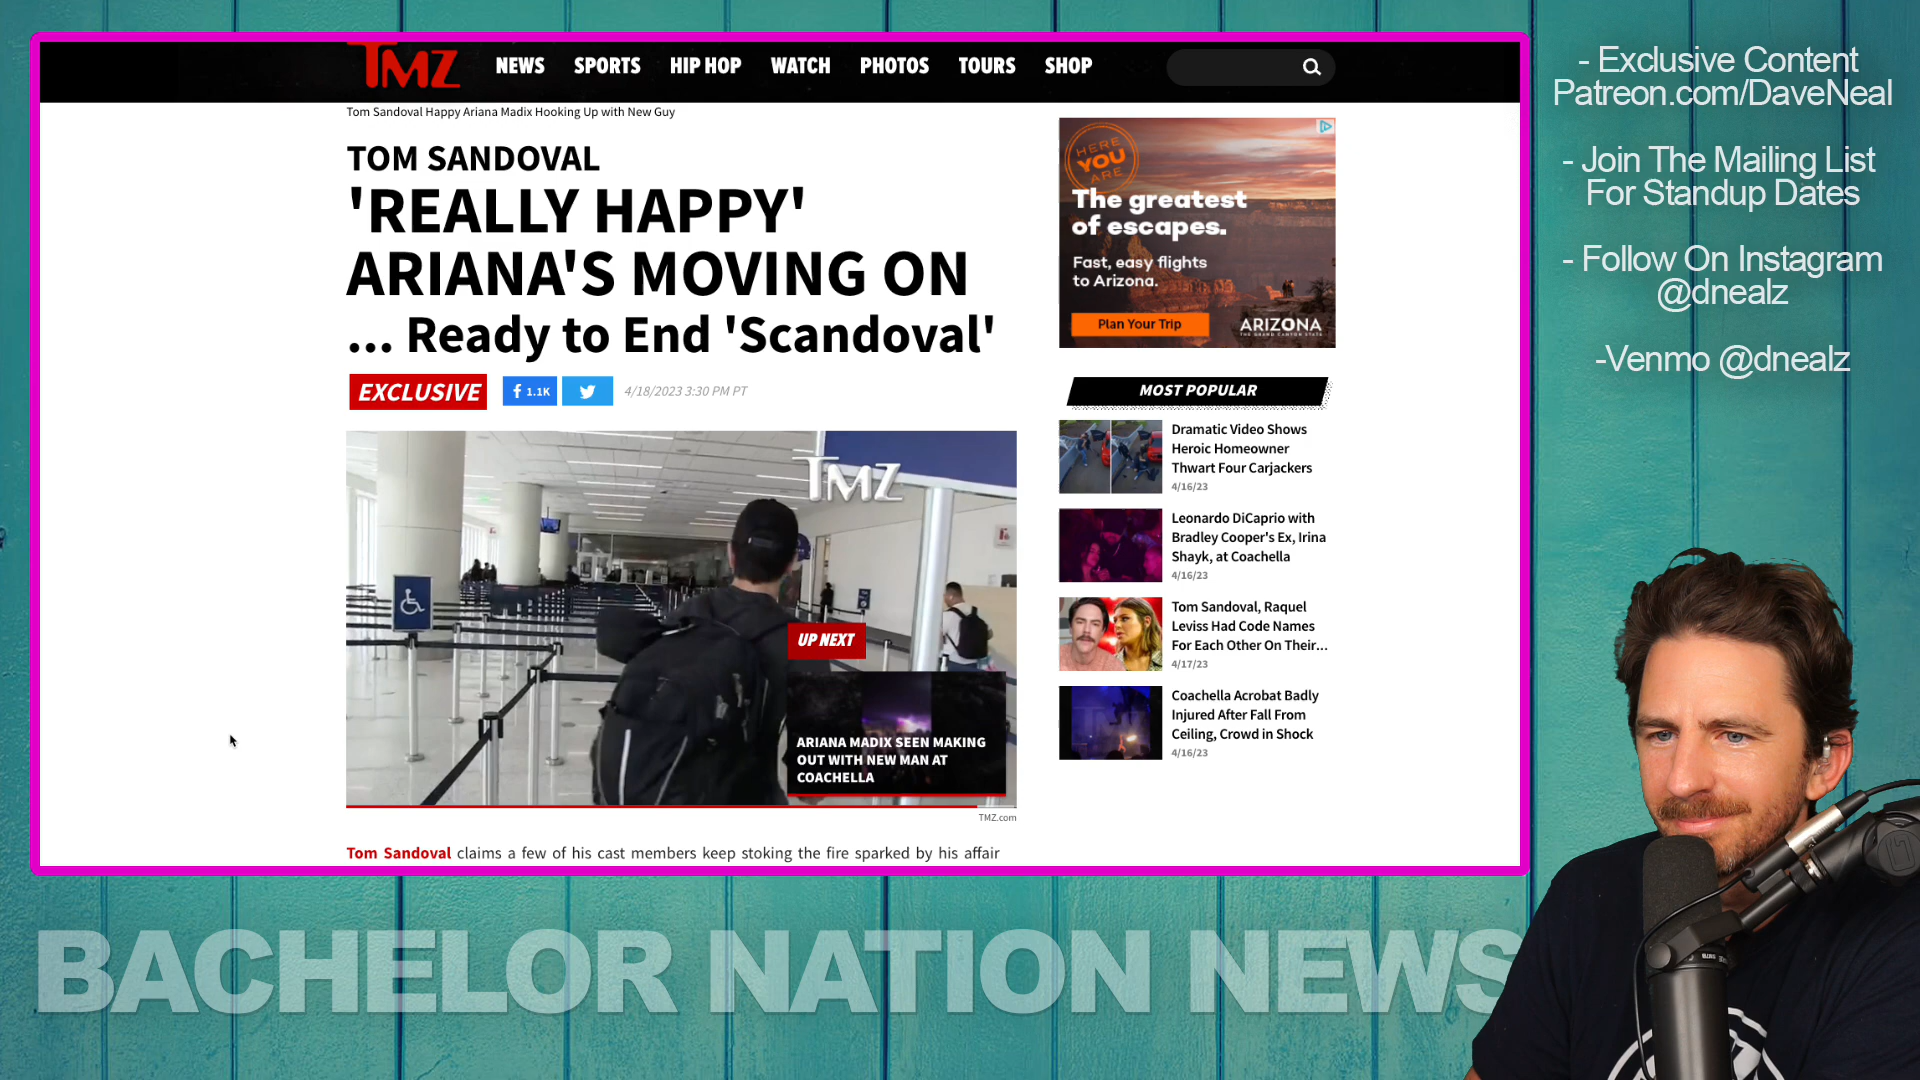 TMZ
NEWS SPORTS HIP HOP WATCH PHOTOS TOURS SHOP
Tom Sandoval Happy Ariana Madix Hooking Up with New Guy
TOM SANDOVAL
'REALLY HAPPY'
ARIANA'S MOVING ON
... Ready to End 'Scandoval'
EXCLUSIVE
1.1K
4/18/2023 3:30 PM PT
TMZ
UP NEXT
ARIANA MADIX SEEN MAKING
OUT WITH NEW MAN AT
COACHELLA
TMZ.com
Tom Sandoval claims a few of his cast members keep stoking the fire sparked by his affair
HERE
YOU
ARE
The greatest
of escapes.
Fast, easy flights
to Arizona.
Plan Your Trip
ARIZONA
THE GRAND CANYON STATE
MOST POPULAR
Dramatic Video Shows
Heroic Homeowner
Thwart Four Carjackers
4/16/23
Leonardo DiCaprio with
Bradley Cooper's Ex, Irina
Shayk, at Coachella
4/16/23
Tom Sandoval, Raquel
Leviss Had Code Names
For Each Other On Their...
4/17/23
Coachella Acrobat Badly
Injured After Fall From
Ceiling, Crowd in Shock
4/16/23
- Exclusive Content
Patreon.com/DaveNeal
- Join The Mailing List
For Standup Dates
- Follow On Instagram
@dnealz
-Venmo @dnealz
BACHELOR NATION NEWS